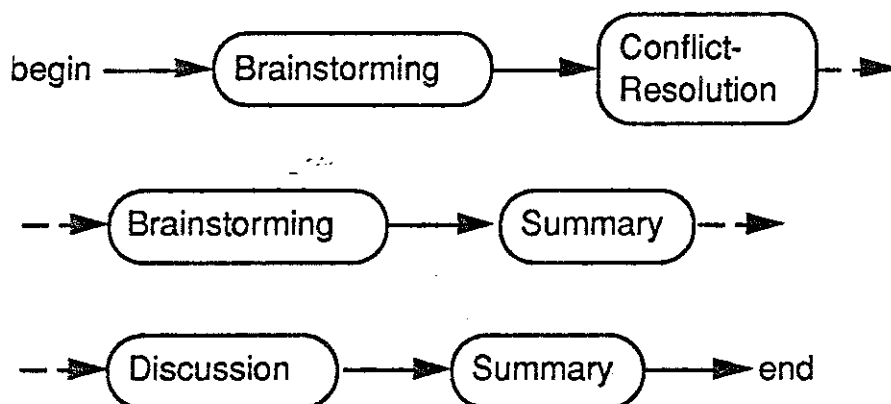 begin Brainstorming Conflict-
Resolution
Brainstorming Summary
Discussion Summary end